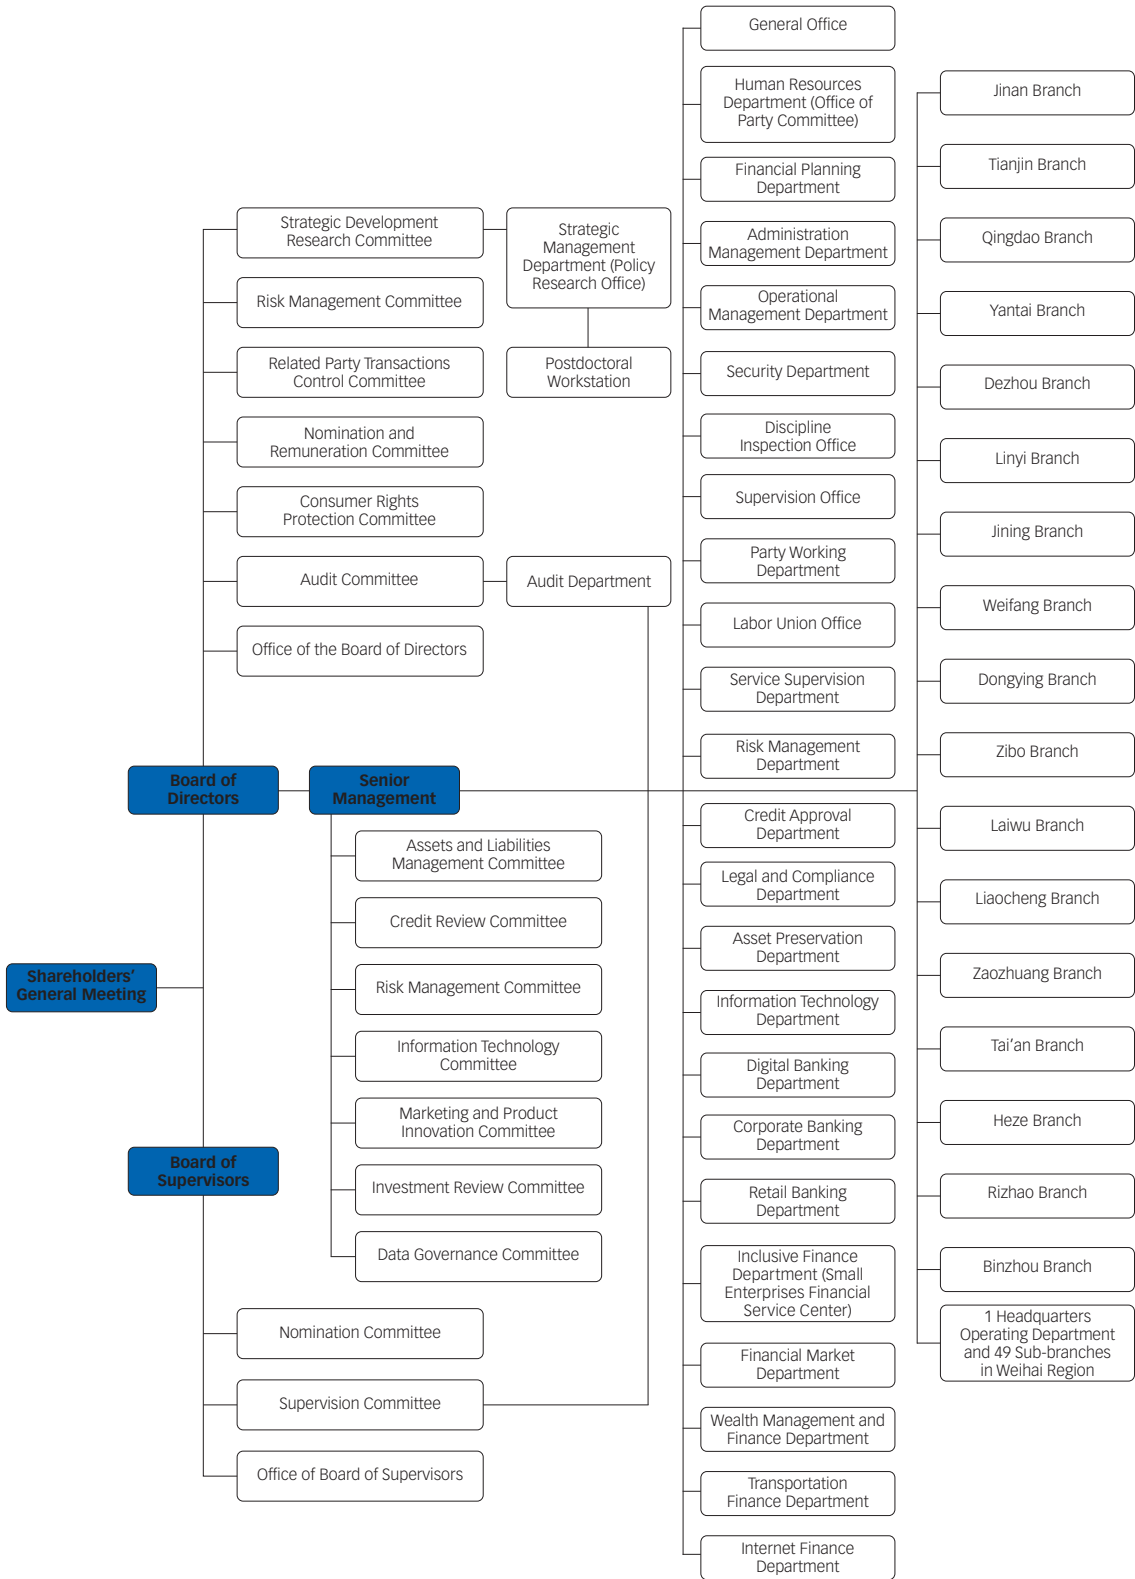 General Office
Human Resources
Department (Office of
Party Committee)
Financial Planning
Department
Administration
Management Department
Operational
Management Department
Security Department
Discipline
Inspection Office
Supervision Office
Party Working
Department
Labor Union Office
Service Supervision
Department
Risk Management
Department
Credit Approval
Department
Legal and Compliance
Department
Asset Preservation
Department
Information Technology
Department
Digital Banking
Department
Corporate Banking
Department
Retail Banking
Department
Inclusive Finance
Department (Small
Enterprises Financial
Service Center)
Financial Market
Department
Wealth Management and
Finance Department
Transportation
Finance Department
Internet Finance
Department
Jinan Branch
Tianjin Branch
Qingdao Branch
Yantai Branch
Dezhou Branch
Linyi Branch
Jining Branch
Weifang Branch
Dongying Branch
Zibo Branch
Laiwu Branch
Liaocheng Branch
Zaozhuang Branch
Tai’an Branch
Heze Branch
Rizhao Branch
Binzhou Branch
1 Headquarters
Operating Department
and 49 Sub-branches
in Weihai Region
Strategic Development
Research Committee
Strategic
Management
Department (Policy
Research Office)
Postdoctoral
Workstation
Risk Management Committee
Related Party Transactions
Control Committee
Nomination and
Remuneration Committee
Consumer Rights
Protection Committee
Audit Committee
Audit Department
Office of the Board of Directors
Board of
Directors
Senior
Management
Assets and Liabilities
Management Committee
Credit Review Committee
Risk Management Committee
Information Technology
Committee
Marketing and Product
Innovation Committee
Investment Review Committee
Data Governance Committee
Shareholders’
General Meeting
Board of
Supervisors
Nomination Committee
Supervision Committee
Office of Board of Supervisors